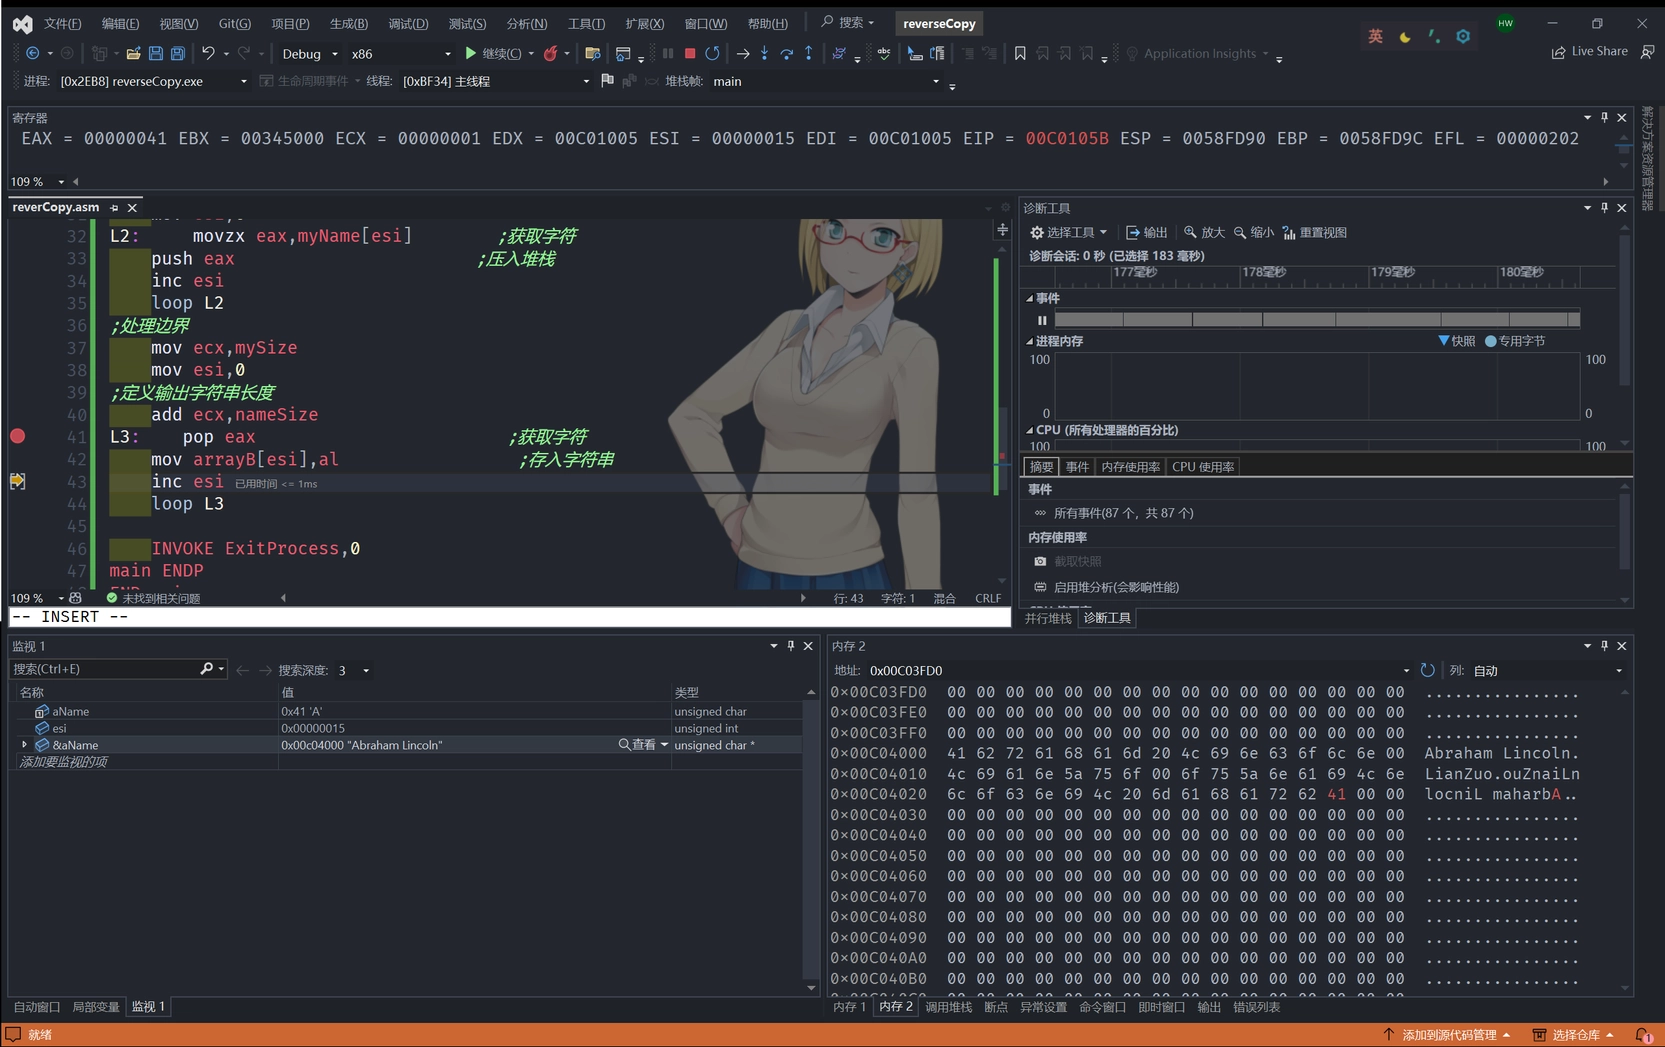 文件(F) 编辑(E) 视图(V) Git(G) 项目(P) 生成(B) 调试(D) 测试(S) 分析(N) 工具(T) 扩展(X) 窗口(W) 帮助(H) 搜索 reverseCopy HW
Debug x86 继续(C) Application Insights 英 Live Share
进程: [0x2EB8] reverseCopy.exe 生命周期事件 线程: [0xBF34] 主线程 堆栈帧: main
寄存器
EAX = 00000041 EBX = 00345000 ECX = 00000001 EDX = 00C01005 ESI = 00000015 EDI = 00C01005 EIP = 00C0105B ESP = 0058FD90 EBP = 0058FD9C EFL = 00000202
109 %
解决方案资源管理器
reverCopy.asm
32 L2: movzx eax,myName[esi] ;获取字符
33 push eax ;压入堆栈
34 inc esi
35 loop L2
36 ;处理边界
37 mov ecx,mySize
38 mov esi,0
39 ;定义输出字符串长度
40 add ecx,nameSize
41 L3: pop eax ;获取字符
42 mov arrayB[esi],al ;存入字符串
43 inc esi 已用时间 <= 1ms
44 loop L3
45
46 INVOKE ExitProcess,0
47 main ENDP
109 % 未找到相关问题 行: 43 字符: 1 混合 CRLF
-- INSERT --
诊断工具
选择工具 输出 放大 缩小 重置视图
诊断会话: 0 秒 (已选择 183 毫秒)
177毫秒 178毫秒 179毫秒 180毫秒
事件
进程内存 快照 专用字节
100 100
0 0
CPU (所有处理器的百分比)
100 100
摘要 事件 内存使用率 CPU 使用率
事件
所有事件(87 个，共 87 个)
内存使用率
截取快照
启用堆分析(会影响性能)
并行堆栈 诊断工具
监视 1
搜索(Ctrl+E) 搜索深度: 3
名称 值 类型
aName 0x41 'A' unsigned char
esi 0x00000015 unsigned int
&aName 0x00c04000 "Abraham Lincoln" 查看 unsigned char *
添加要监视的项
自动窗口 局部变量 监视 1
内存 2
地址: 0x00C03FD0 列: 自动
0x00C03FD0 00 00 00 00 00 00 00 00 00 00 00 00 00 00 00 00 ................
0x00C03FE0 00 00 00 00 00 00 00 00 00 00 00 00 00 00 00 00 ................
0x00C03FF0 00 00 00 00 00 00 00 00 00 00 00 00 00 00 00 00 ................
0x00C04000 41 62 72 61 68 61 6d 20 4c 69 6e 63 6f 6c 6e 00 Abraham Lincoln.
0x00C04010 4c 69 61 6e 5a 75 6f 00 6f 75 5a 6e 61 69 4c 6e LianZuo.ouZnaiLn
0x00C04020 6c 6f 63 6e 69 4c 20 6d 61 68 61 72 62 41 00 00 locniL maharbA..
0x00C04030 00 00 00 00 00 00 00 00 00 00 00 00 00 00 00 00 ................
0x00C04040 00 00 00 00 00 00 00 00 00 00 00 00 00 00 00 00 ................
0x00C04050 00 00 00 00 00 00 00 00 00 00 00 00 00 00 00 00 ................
0x00C04060 00 00 00 00 00 00 00 00 00 00 00 00 00 00 00 00 ................
0x00C04070 00 00 00 00 00 00 00 00 00 00 00 00 00 00 00 00 ................
0x00C04080 00 00 00 00 00 00 00 00 00 00 00 00 00 00 00 00 ................
0x00C04090 00 00 00 00 00 00 00 00 00 00 00 00 00 00 00 00 ................
0x00C040A0 00 00 00 00 00 00 00 00 00 00 00 00 00 00 00 00 ................
0x00C040B0 00 00 00 00 00 00 00 00 00 00 00 00 00 00 00 00 ................
内存 1 内存 2 调用堆栈 断点 异常设置 命令窗口 即时窗口 输出 错误列表
就绪 添加到源代码管理 选择仓库 1